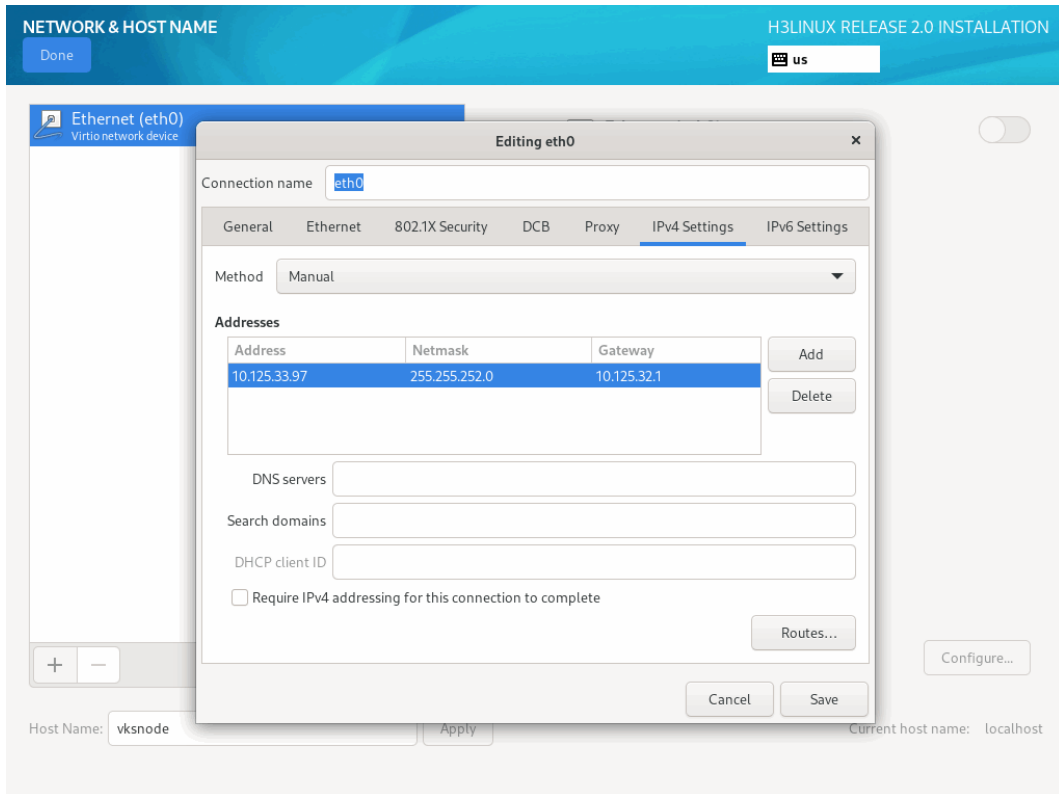 NETWORK & HOST NAME
H3LINUX RELEASE 2.0 INSTALLATION
Done
us
Ethernet (eth0)
Virtio network device
Editing eth0
Connection name eth0
General Ethernet 802.1X Security DCB Proxy IPv4 Settings IPv6 Settings
Method Manual
Addresses
Address Netmask Gateway
10.125.33.97 255.255.252.0 10.125.32.1
Add
Delete
DNS servers
Search domains
DHCP client ID
Require IPv4 addressing for this connection to complete
Routes...
Configure...
Cancel Save
Host Name: vksnode Apply Current host name: localhost